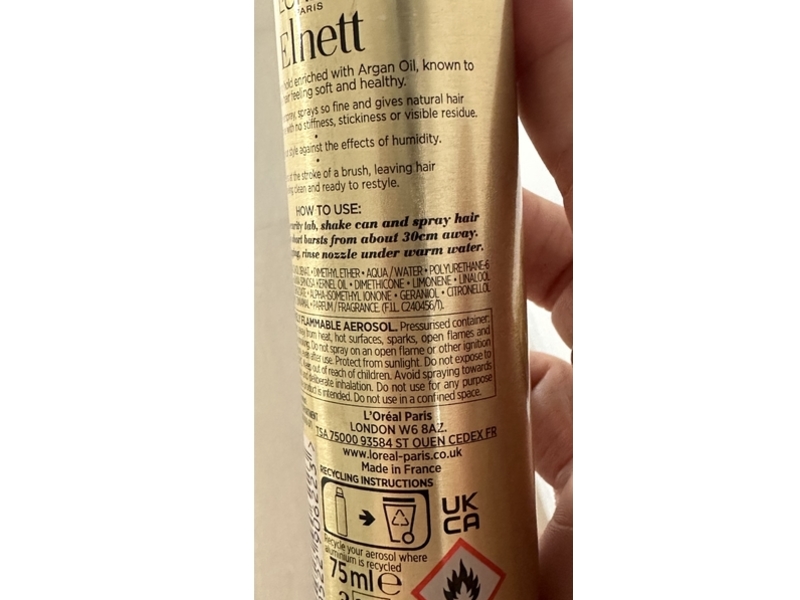 PARIS
Elnett
enriched with Argan Oil, known to
feeling soft and healthy.
sprays so fine and gives natural hair
with no stiffness, stickiness or visible residue.
•
style against the effects of humidity.
•
at the stroke of a brush, leaving hair
clean and ready to restyle.
HOW TO USE:
tab, shake can and spray hair
bursts from about 30cm away.
rinse nozzle under warm water.
• DIMETHYL ETHER • AQUA / WATER • POLYURETHANE-6
SPINOSA KERNEL OIL • DIMETHICONE • LIMONENE • LINALOOL
• ALPHA-ISOMETHYL IONONE • GERANIOL • CITRONELLOL
• PARFUM / FRAGRANCE. (F.I.L. C240456/1).
FLAMMABLE AEROSOL. Pressurised container:
from heat, hot surfaces, sparks, open flames and
Do not spray on an open flame or other ignition
after use. Protect from sunlight. Do not expose to
out of reach of children. Avoid spraying towards
deliberate inhalation. Do not use for any purpose
is intended. Do not use in a confined space.
L'Oréal Paris
LONDON W6 8AZ.
TSA 75000 93584 ST OUEN CEDEX FR
www.loreal-paris.co.uk
Made in France
RECYCLING INSTRUCTIONS
UK
CA
Recycle your aerosol where
aluminium is recycled
75 ml e